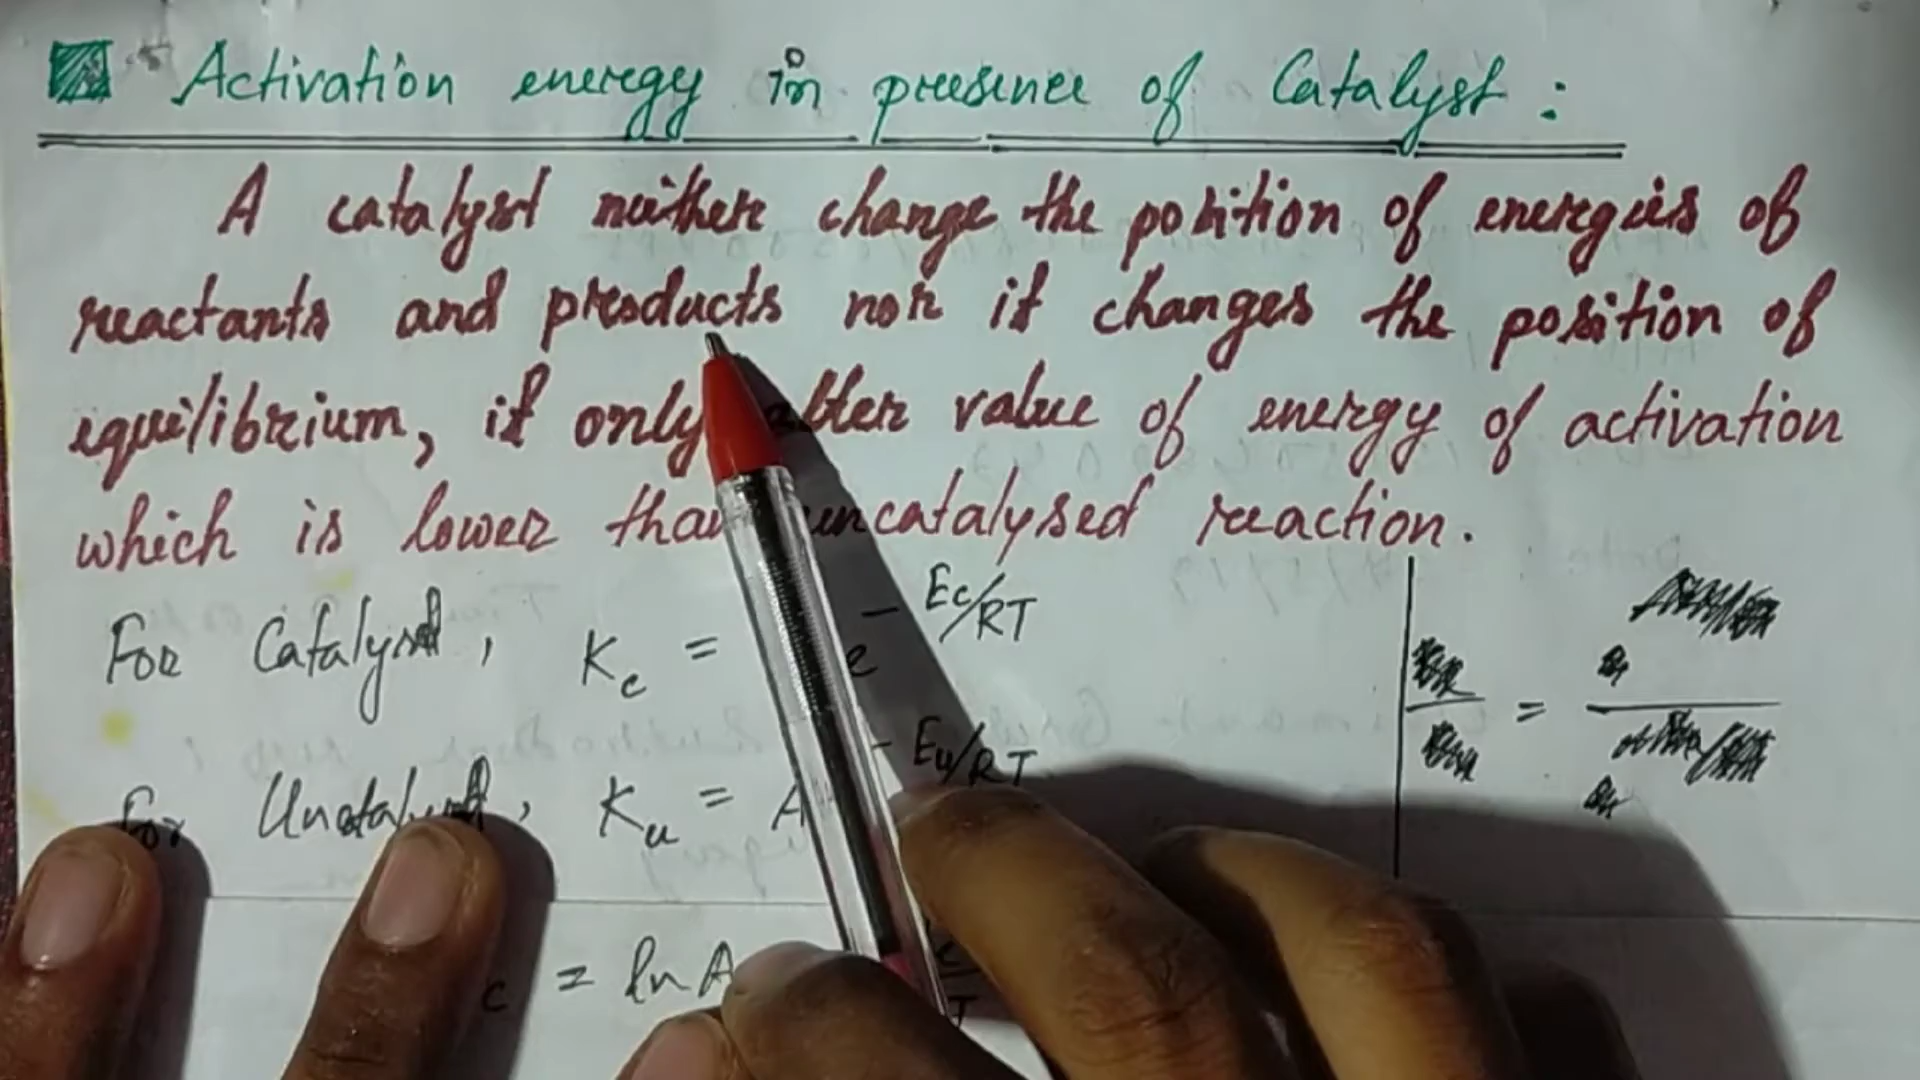 Activation energy in presence of Catalyst :
A catalyst neither change the position of energies of
reactants and products nor it changes the position of
equilibrium, it only alter value of energy of activation
which is lower than uncatalysed reaction.
For Catalyst, Kc = e - Ec/RT
For Uncatalyst, Ku = A - Eu/RT
=
c = ln A